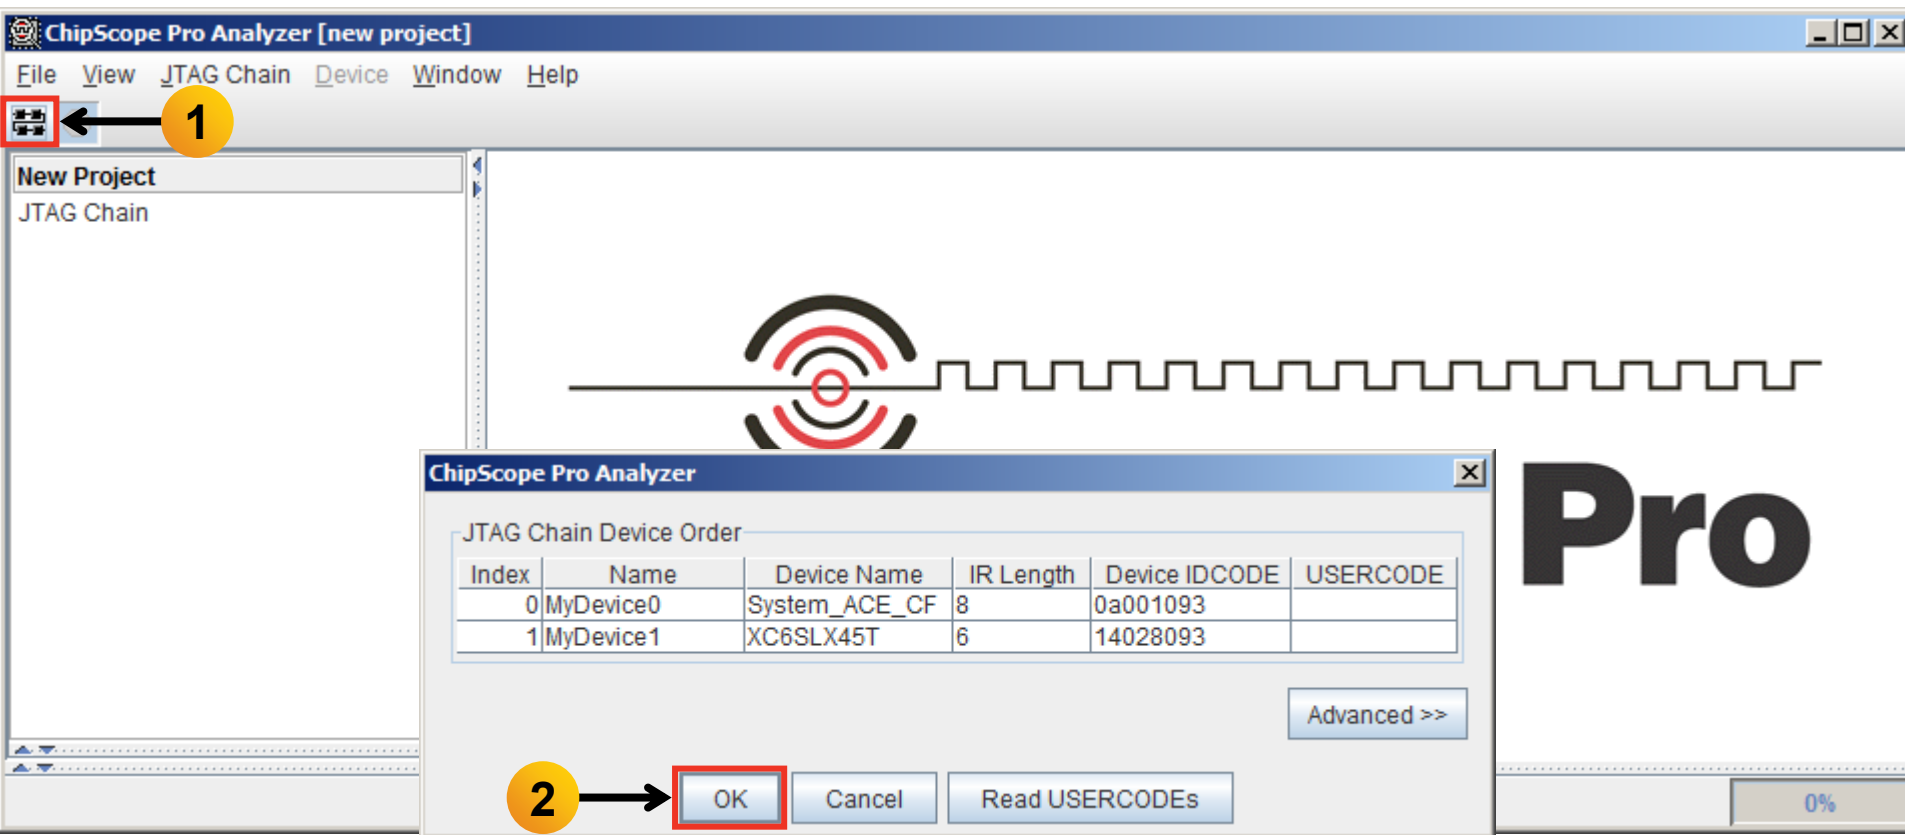 ChipScope Pro Analyzer [new project]
File View JTAG Chain Device Window Help
1
New Project
JTAG Chain
Pro
ChipScope Pro Analyzer
JTAG Chain Device Order
Index Name Device Name IR Length Device IDCODE USERCODE
0 MyDevice0 System_ACE_CF 8 0a001093
1 MyDevice1 XC6SLX45T 6 14028093
Advanced >>
2 OK Cancel Read USERCODEs
0%